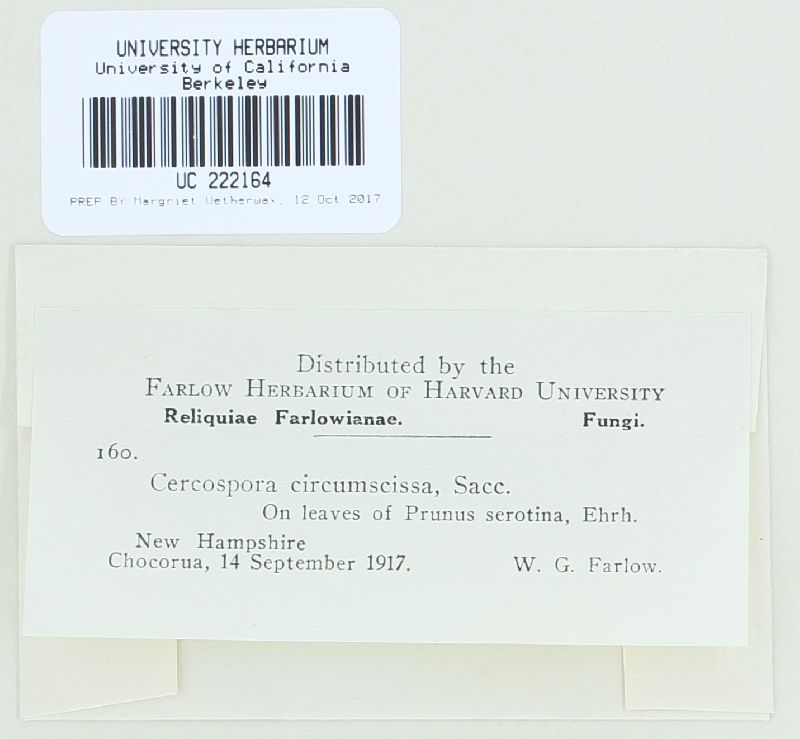 UNIVERSITY HERBARIUM
University of California
Berkeley
UC 222164
PREP BY Margriet Wetherwax, 12 Oct 2017
Distributed by the
FARLOW HERBARIUM OF HARVARD UNIVERSITY
Reliquiae Farlowianae. Fungi.
160.
Cercospora circumscissa, Sacc.
On leaves of Prunus serotina, Ehrh.
New Hampshire
Chocorua, 14 September 1917. W. G. Farlow.